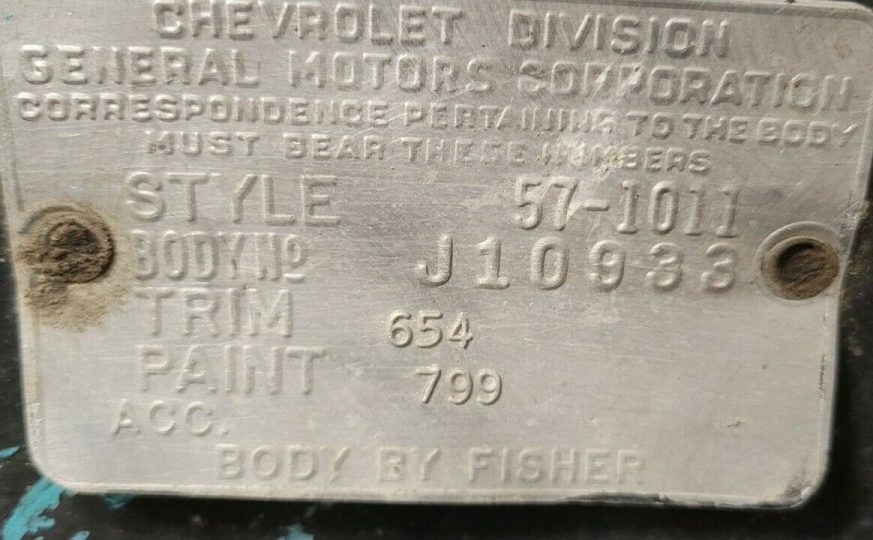 CHEVROLET DIVISION
GENERAL MOTORS CORPORATION
CORRESPONDENCE PERTAINING TO THE BODY
MUST BEAR THESE NUMBERS
STYLE 57-1011
BODY Nº J10933
TRIM 654
PAINT 799
ACC.
BODY BY FISHER